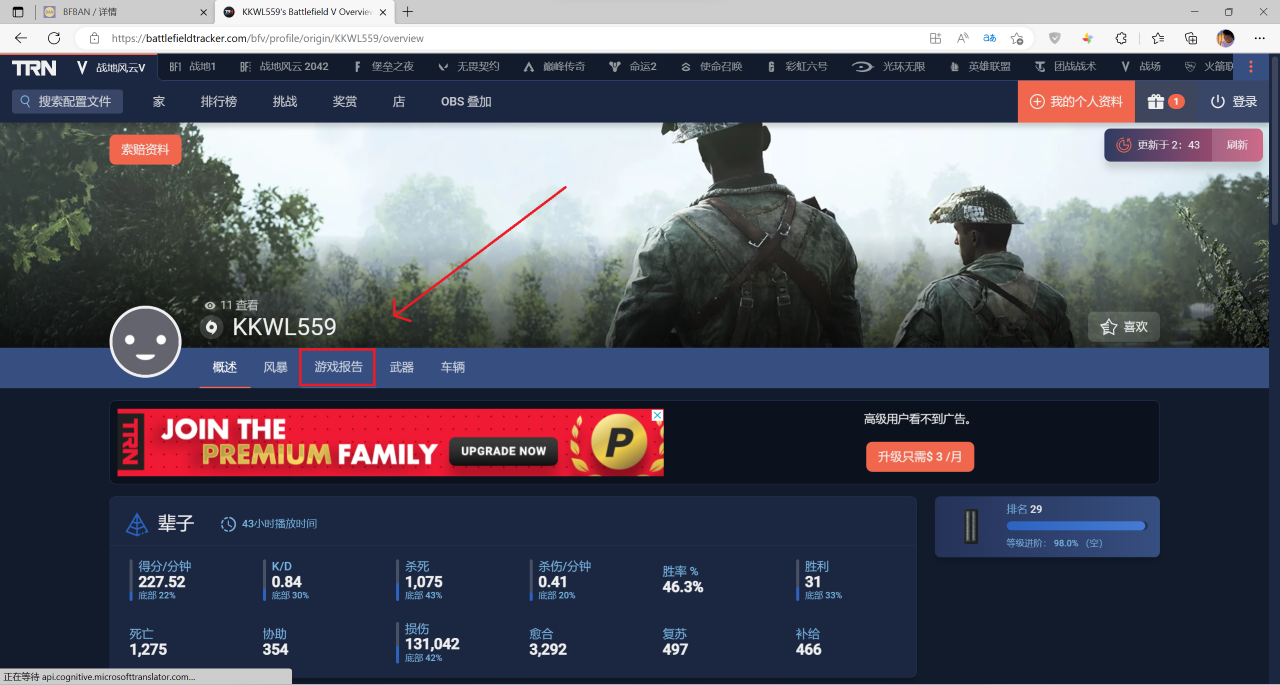 BFBAN / 详情
KKWL559's Battlefield V Overview
https://battlefieldtracker.com/bfv/profile/origin/KKWL559/overview
TRN 战地风云V BF1 战地1 战地风云 2042 堡垒之夜 无畏契约 巅峰传奇 命运2 使命召唤 彩虹六号 光环无限 英雄联盟 团战战术 战场 火箭联
搜索配置文件 家 排行榜 挑战 奖赏 店 OBS 叠加 我的个人资料 1 登录
索赔资料
更新于 2：43 刷新
11 查看
KKWL559
喜欢
概述 风暴 游戏报告 武器 车辆
TRN
JOIN THE
PREMIUM FAMILY
UPGRADE NOW
P
高级用户看不到广告。
升级只需$ 3 /月
辈子 43小时播放时间
排名 29
等级进阶： 98.0% （空）
得分/分钟 K/D 杀死 杀伤/分钟 胜率 % 胜利
227.52 0.84 1,075 0.41 46.3% 31
底部 22% 底部 30% 底部 43% 底部 20% 底部 33%
死亡 协助 损伤 愈合 复苏 补给
1,275 354 131,042 3,292 497 466
底部 42%
正在等待 api.cognitive.microsofttranslator.com...